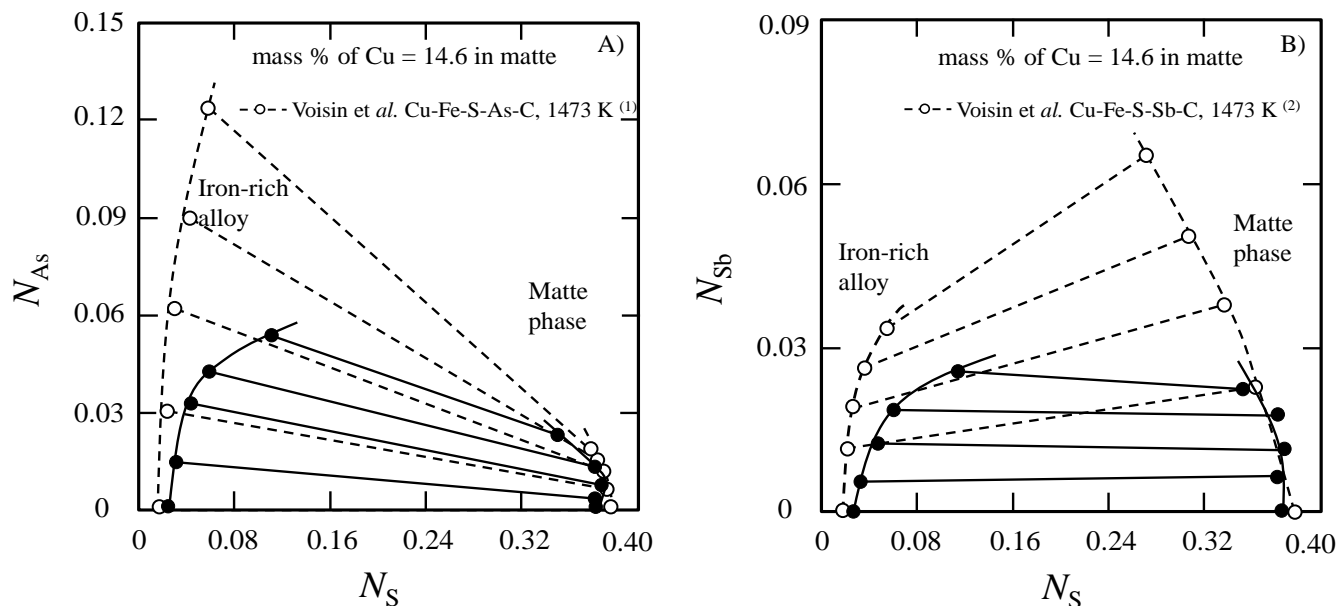 A)
mass % of Cu = 14.6 in matte
Voisin et al. Cu-Fe-S-As-C, 1473 K (1)
Iron-rich
alloy
Matte
phase
N_As
0.15
0.12
0.09
0.06
0.03
0
0 0.08 0.16 0.24 0.32 0.40
N_S
B)
mass % of Cu = 14.6 in matte
Voisin et al. Cu-Fe-S-Sb-C, 1473 K (2)
Iron-rich
alloy
Matte
phase
N_Sb
0.09
0.06
0.03
0
0 0.08 0.16 0.24 0.32 0.40
N_S